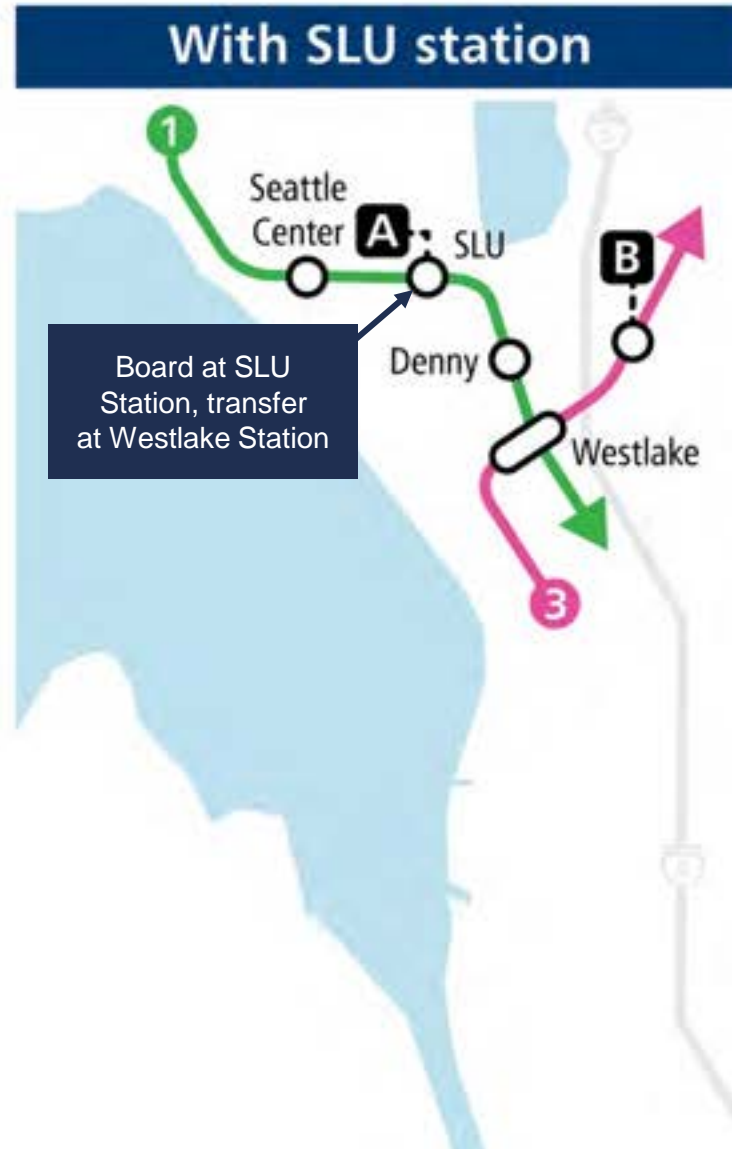 With SLU station
1
Seattle
Center
A
SLU
B
Board at SLU
Station, transfer
at Westlake Station
Denny
Westlake
3